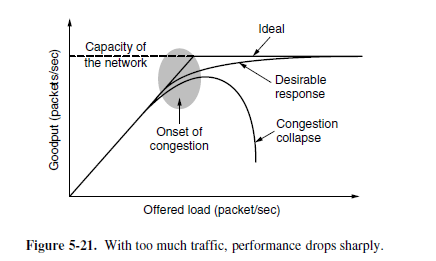 Ideal
Capacity of
the network
Desirable
response
Goodput (packets/sec)
Onset of
congestion
Congestion
collapse
Offered load (packet/sec)
Figure 5-21. With too much traffic, performance drops sharply.